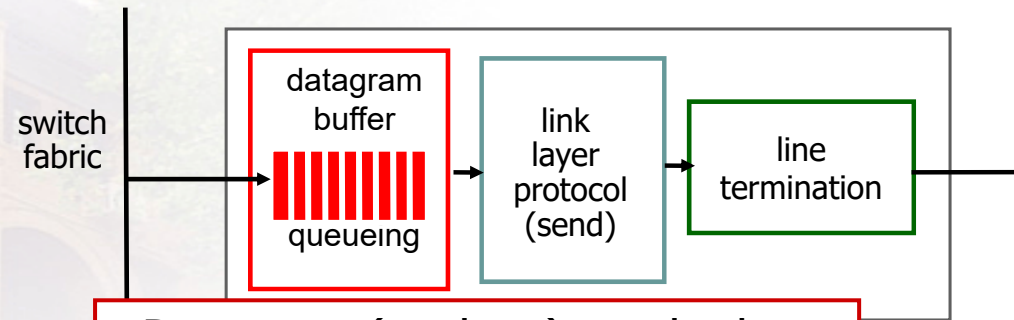 switch
fabric
datagram
buffer
queueing
link
layer
protocol
(send)
line
termination